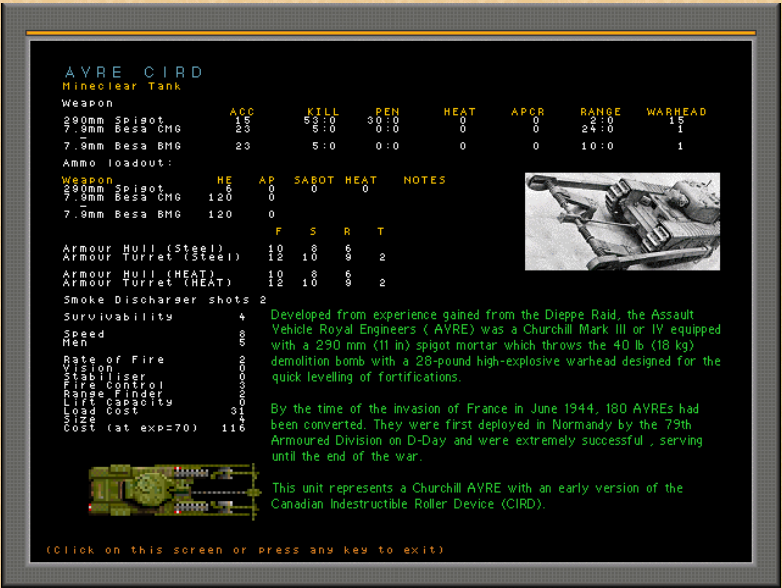 AVRE CIRD
Mineclear Tank
Weapon
ACC KILL PEN HEAT APCR RANGE WARHEAD
290mm Spigot 15 53:0 30:0 0 0 2:0 15
7.9mm Besa CMG 23 5:0 0:0 0 0 24:0 1
7.9mm Besa BMG 23 5:0 0:0 0 0 10:0 1
Ammo loadout:
Weapon HE AP SABOT HEAT NOTES
290mm Spigot 6 0 0 0
7.9mm Besa CMG 120 0
7.9mm Besa BMG 120 0
F S R T
Armour Hull (Steel) 10 8 6
Armour Turret (Steel) 12 10 9 2
Armour Hull (HEAT) 10 8 6
Armour Turret (HEAT) 12 10 9 2
Smoke Discharger shots 2
Survivability 4
Speed 8
Men 5
Rate of Fire 2
Vision 0
Stabiliser 0
Fire Control 3
Range Finder 2
Lift Capacity 0
Load Cost 31
Size 4
Cost (at exp=70) 116
Developed from experience gained from the Dieppe Raid, the Assault
Vehicle Royal Engineers ( AVRE) was a Churchill Mark III or IV equipped
with a 290 mm (11 in) spigot mortar which throws the 40 lb (18 kg)
demolition bomb with a 28-pound high-explosive warhead designed for the
quick levelling of fortifications.
By the time of the invasion of France in June 1944, 180 AVREs had
been converted. They were first deployed in Normandy by the 79th
Armoured Division on D-Day and were extremely successful , serving
until the end of the war.
This unit represents a Churchill AVRE with an early version of the
Canadian Indestructible Roller Device (CIRD).
(Click on this screen or press any key to exit)